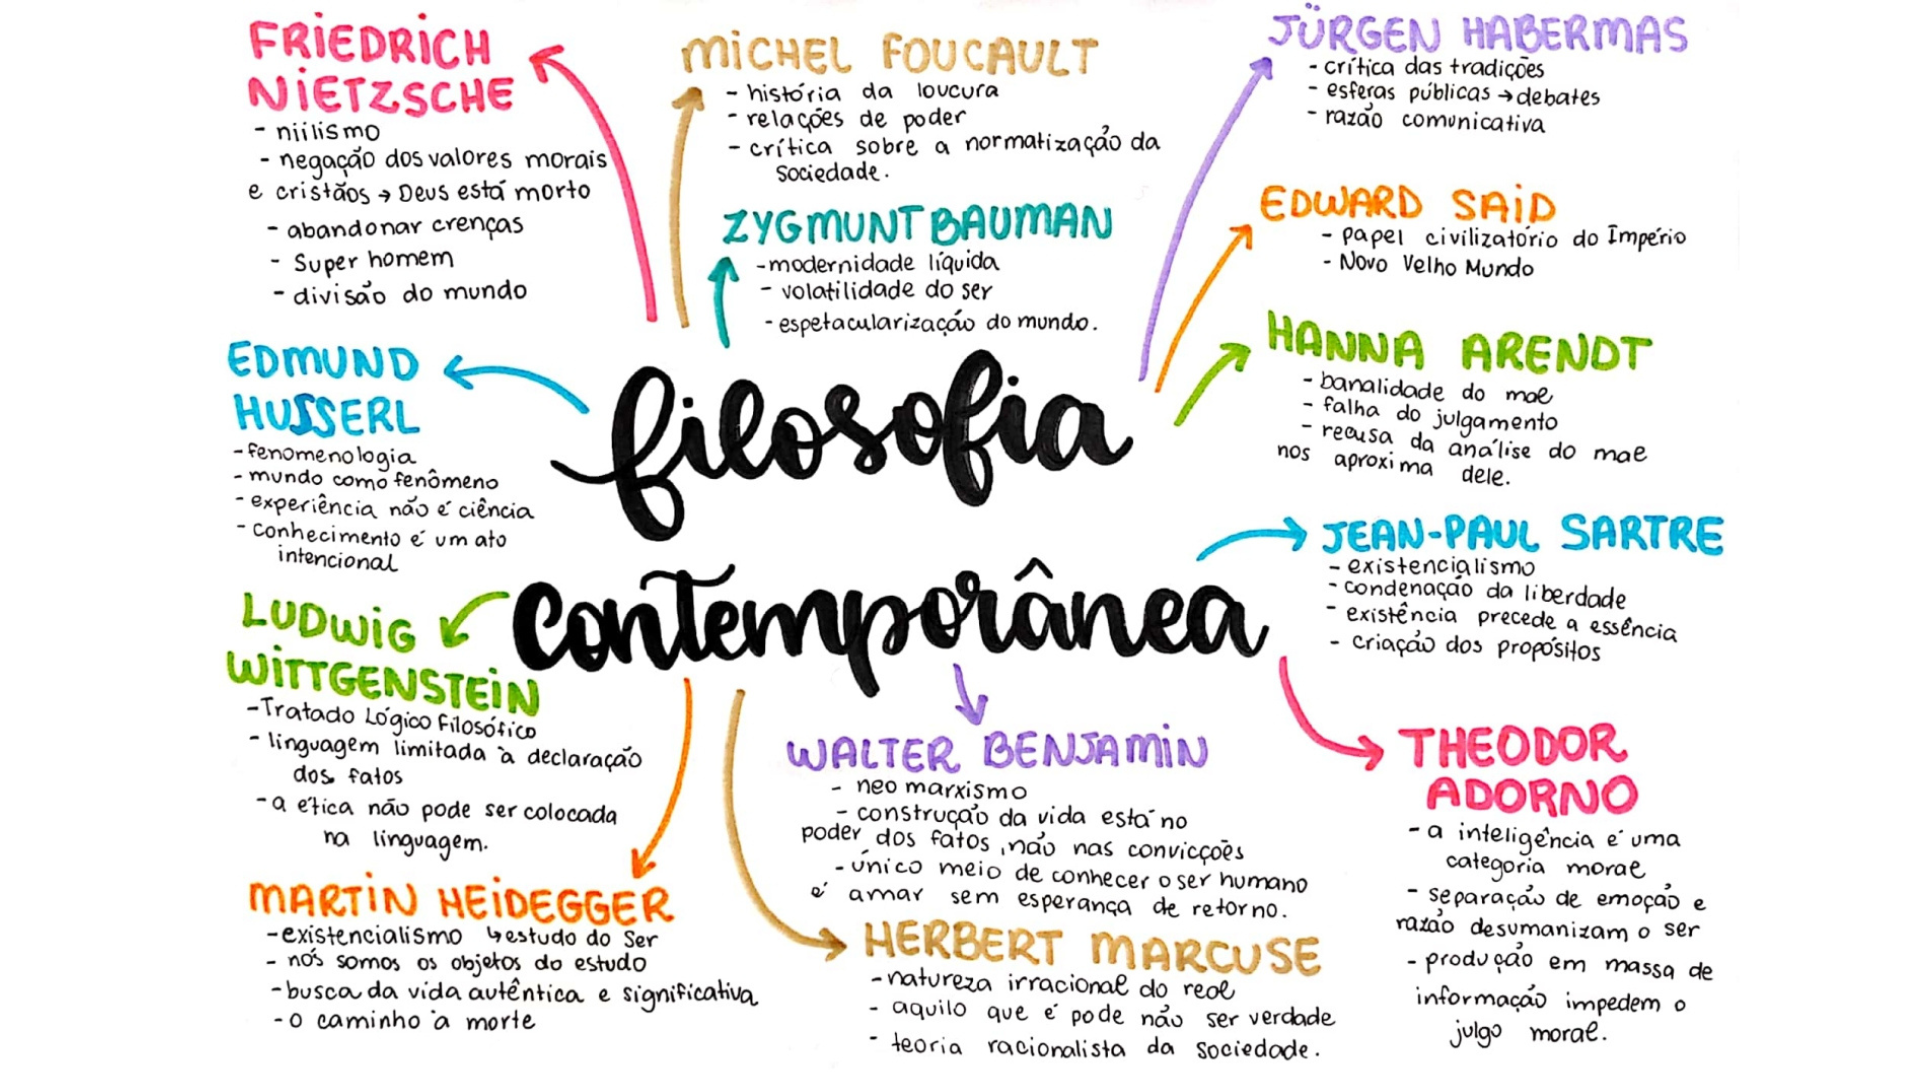 FRIEDRICH
NIETZSCHE
- niilismo
- negação dos valores morais
e cristãos → Deus está morto
- abandonar crenças
- Super homem
- divisão do mundo
MICHEL FOUCAULT
- história da loucura
- relações de poder
- crítica sobre a normatização da
sociedade.
ZYGMUNT BAUMAN
- modernidade líquida
- volatilidade do ser
- espetacularização do mundo.
JÜRGEN HABERMAS
- crítica das tradições
- esferas públicas → debates
- razão comunicativa
EDWARD SAID
- Papel civilizatório do Império
- Novo Velho Mundo
HANNA ARENDT
- banalidade do mal
- falha do julgamento
- recusa da análise do mal
nos aproxima dele.
EDMUND
HUSSERL
- fenomenologia
- mundo como fenômeno
- experiência não é ciência
- conhecimento é um ato
intencional
filosofia
contemporânea
JEAN-PAUL SARTRE
- existencialismo
- condenação da liberdade
- existência precede a essência
- criação dos propósitos
LUDWIG
WITTGENSTEIN
- Tratado Lógico Filosófico
- linguagem limitada à declaração
dos fatos
- a ética não pode ser colocada
na linguagem.
WALTER BENJAMIN
- neo marxismo
- construção da vida está no
poder dos fatos, não nas convicções
- único meio de conhecer o ser humano
é amar sem esperança de retorno.
THEODOR
ADORNO
- a inteligência é uma
categoria moral
- separação de emoção e
razão desumanizam o ser
- produção em massa de
informação impedem o
julgo moral.
MARTIN HEIDEGGER
- existencialismo ↳ estudo do Ser
- nós somos os objetos do estudo
- busca da vida autêntica e significativa
- o caminho à morte
HERBERT MARCUSE
- natureza irracional do real
- aquilo que é pode não ser verdade
- teoria racionalista da sociedade.